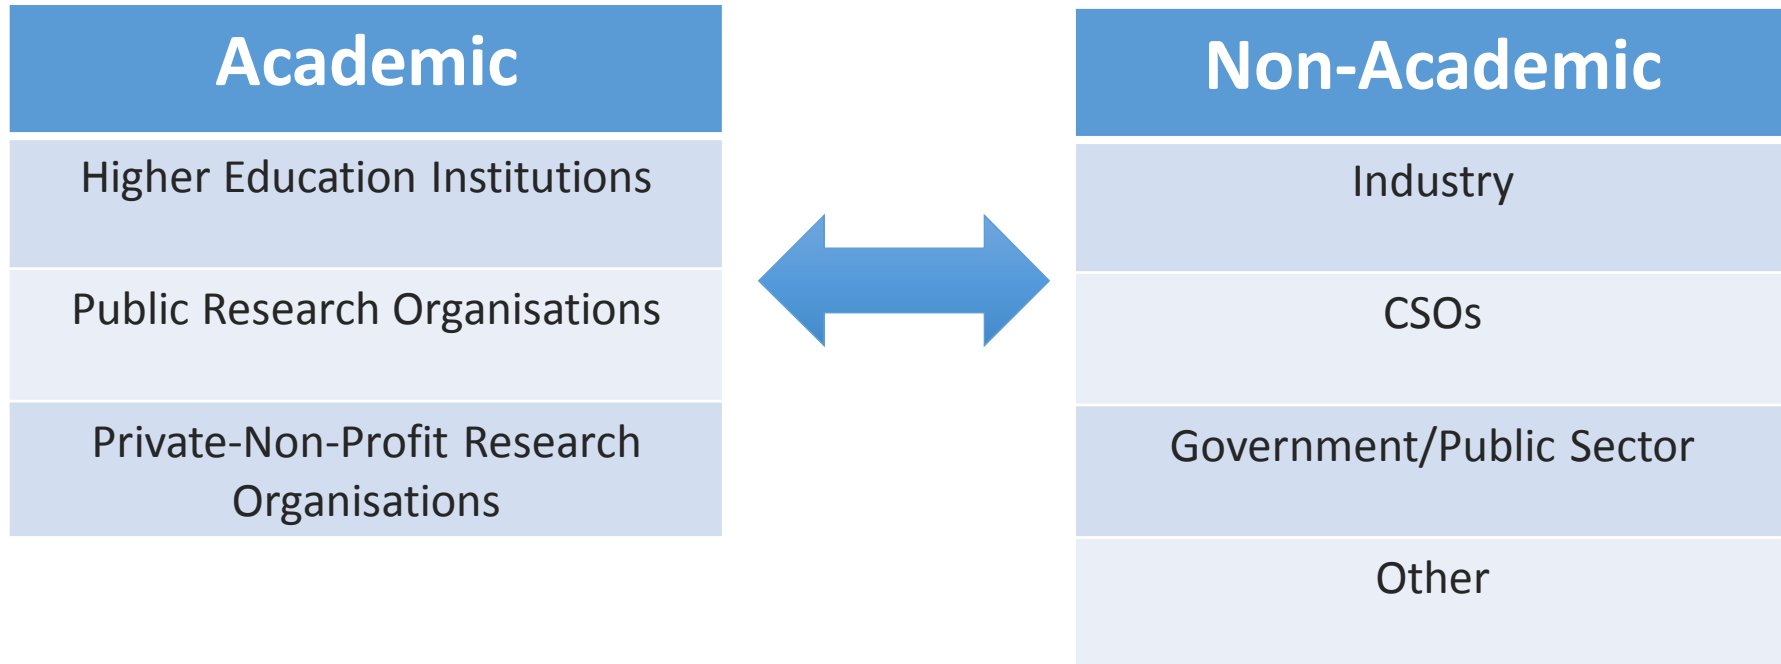 Academic
Higher Education Institutions
Public Research Organisations
Private-Non-Profit Research
Organisations
Non-Academic
Industry
CSOs
Government/Public Sector
Other